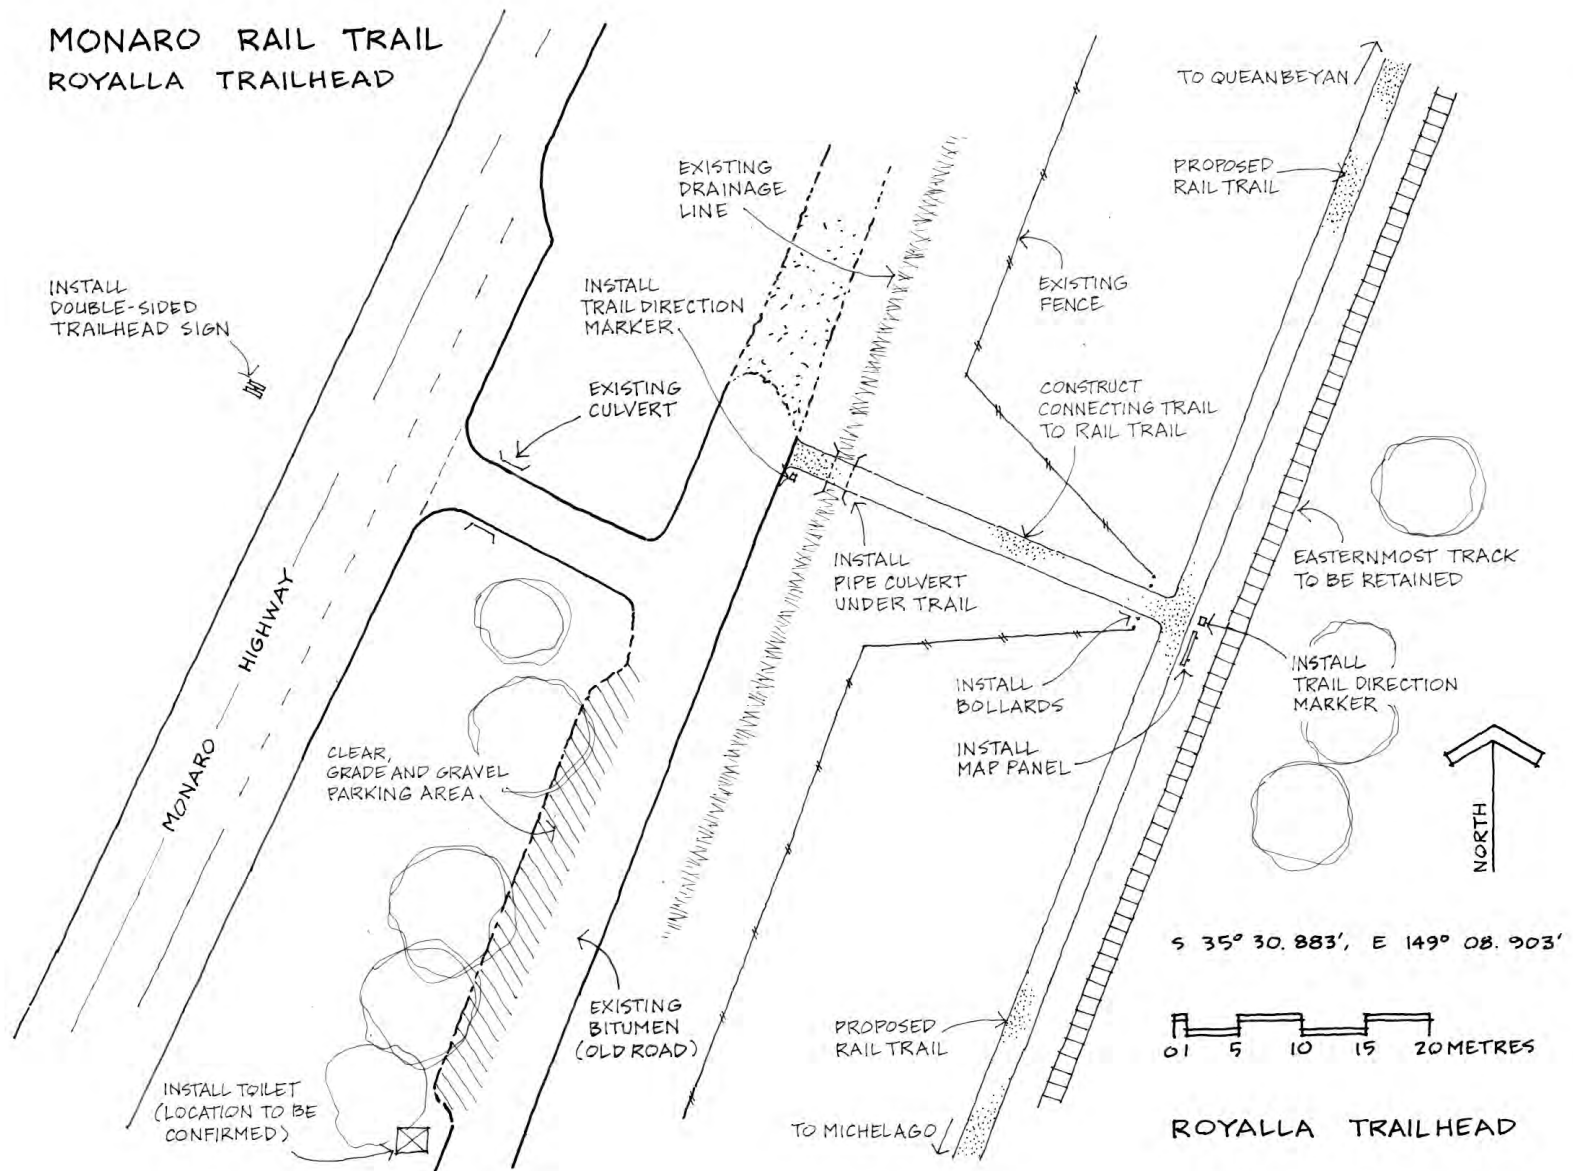 MONARO RAIL TRAIL
ROYALLA TRAILHEAD
TO QUEANBEYAN
EXISTING
DRAINAGE
LINE
PROPOSED
RAIL TRAIL
INSTALL
DOUBLE-SIDED
TRAILHEAD SIGN
INSTALL
TRAIL DIRECTION
MARKER
EXISTING
FENCE
EXISTING
CULVERT
CONSTRUCT
CONNECTING TRAIL
TO RAIL TRAIL
INSTALL
PIPE CULVERT
UNDER TRAIL
EASTERNMOST TRACK
TO BE RETAINED
MONARO HIGHWAY
INSTALL
BOLLARDS
INSTALL
TRAIL DIRECTION
MARKER
INSTALL
MAP PANEL
CLEAR,
GRADE AND GRAVEL
PARKING AREA
NORTH
S 35° 30.883', E 149° 08.903'
EXISTING
BITUMEN
(OLD ROAD)
PROPOSED
RAIL TRAIL
0 1 5 10 15 20 METRES
INSTALL TOILET
(LOCATION TO BE
CONFIRMED)
TO MICHELAGO
ROYALLA TRAILHEAD